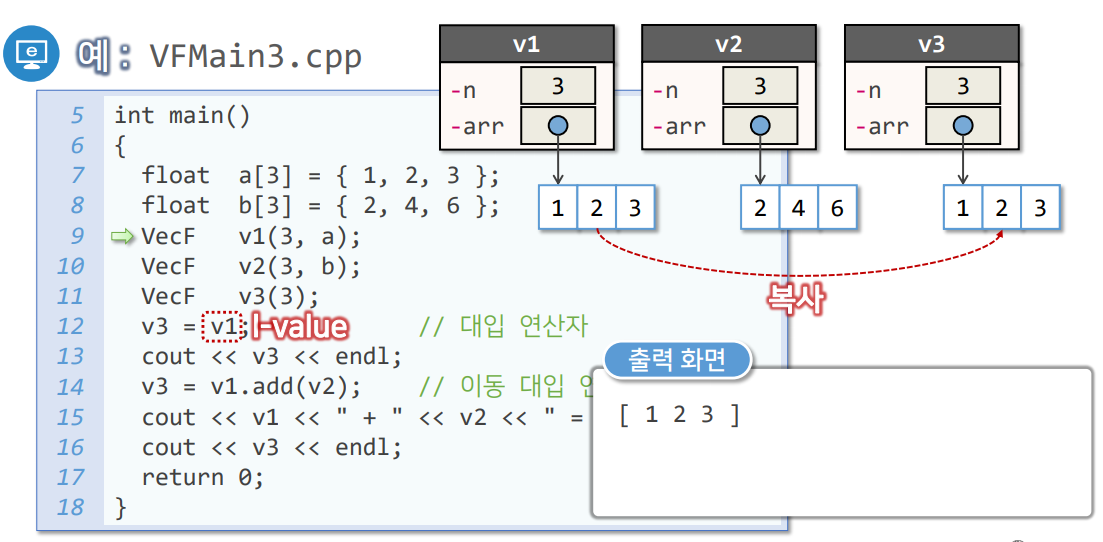 e
예: VFMain3.cpp
v1
-n 3
-arr
1 2 3
v2
-n 3
-arr
2 4 6
v3
-n 3
-arr
1 2 3
복사
5 int main()
6 {
7 float a[3] = { 1, 2, 3 };
8 float b[3] = { 2, 4, 6 };
9 VecF v1(3, a);
10 VecF v2(3, b);
11 VecF v3(3);
12 v3 = v1; l-value // 대입 연산자
13 cout << v3 << endl;
14 v3 = v1.add(v2); // 이동 대입
15 cout << v1 << " + " << v2 << " =
16 cout << v3 << endl;
17 return 0;
18 }
출력 화면
[ 1 2 3 ]